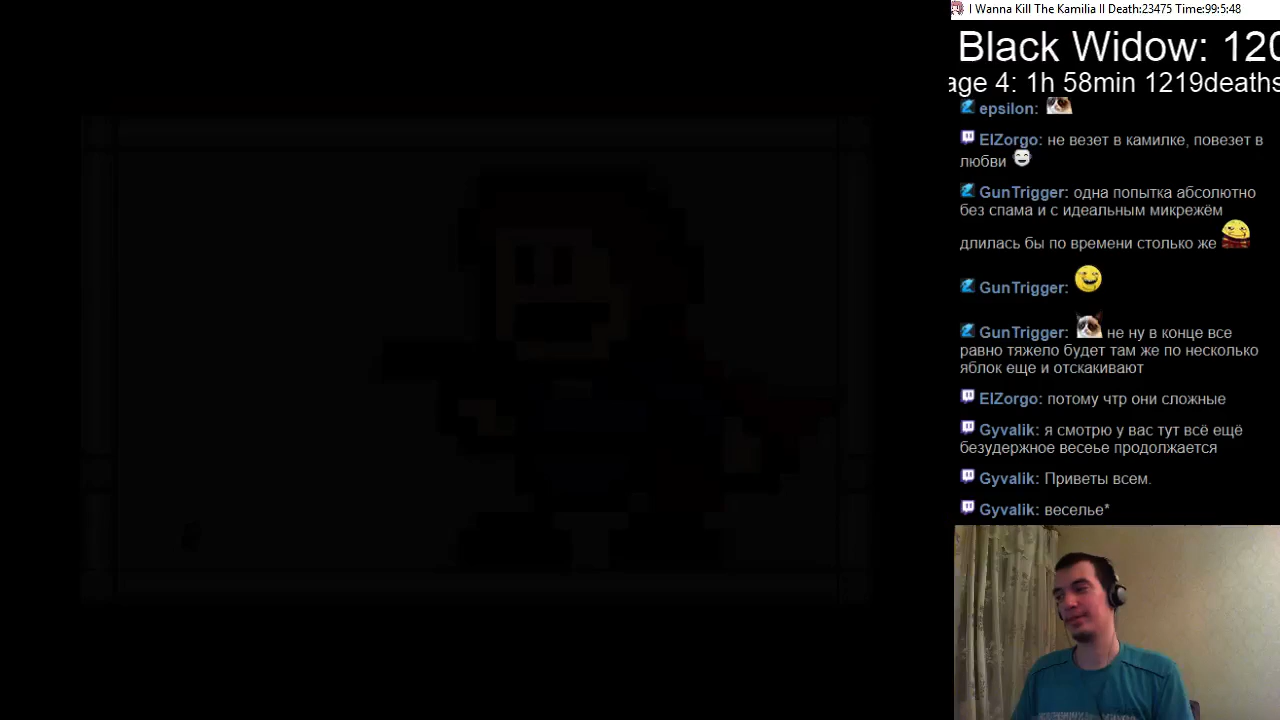 I Wanna Kill The Kamilia II Death:23475 Time:99:5:48
Black Widow: 120
age 4: 1h 58min 1219deaths
epsilon:
ElZorgo: не везет в камилке, повезет в
любви
GunTrigger: одна попытка абсолютно
без спама и с идеальным микрежём
длилась бы по времени столько же
GunTrigger:
GunTrigger: не ну в конце все
равно тяжело будет там же по несколько
яблок еще и отскакивают
ElZorgo: потому чтр они сложные
Gyvalik: я смотрю у вас тут всё ещё
безудержное весеье продолжается
Gyvalik: Приветы всем.
Gyvalik: веселье*